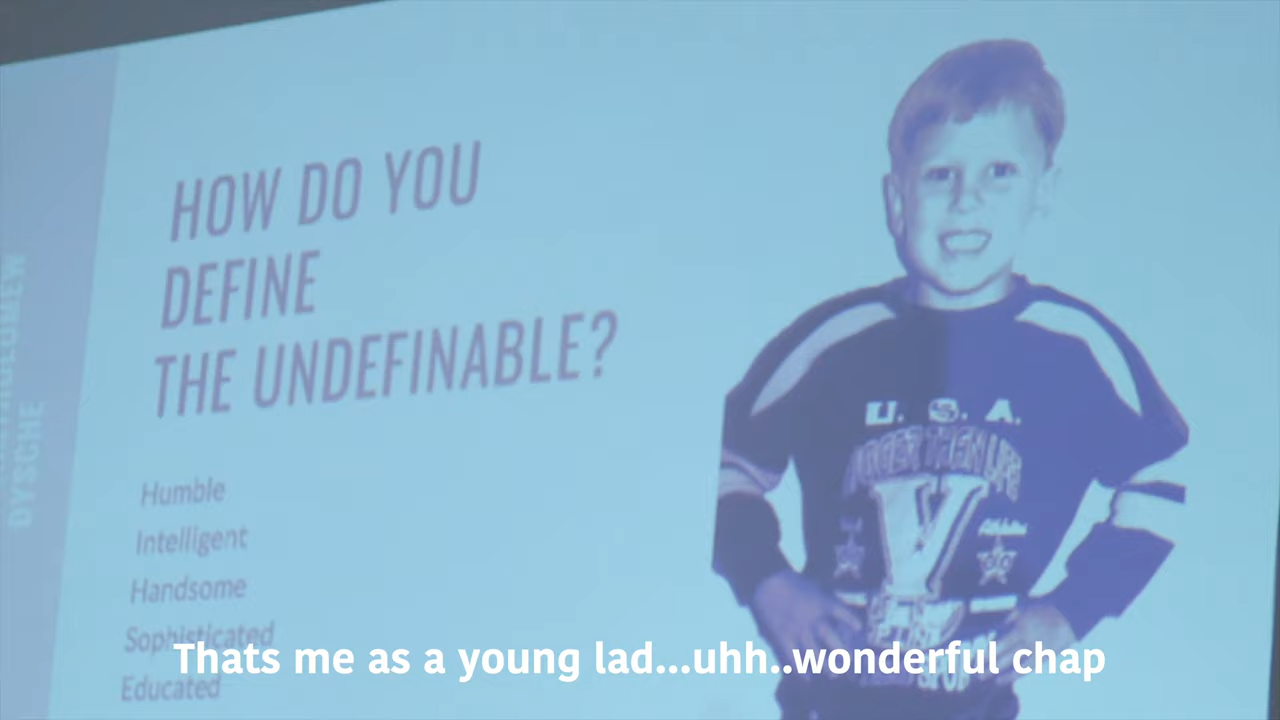 HOW DO YOU
DEFINE
THE UNDEFINABLE?
Humble
Intelligent
Handsome
Sophisticated
Educated
DYSCHE
U. S. A.
V
Thats me as a young lad...uhh..wonderful chap